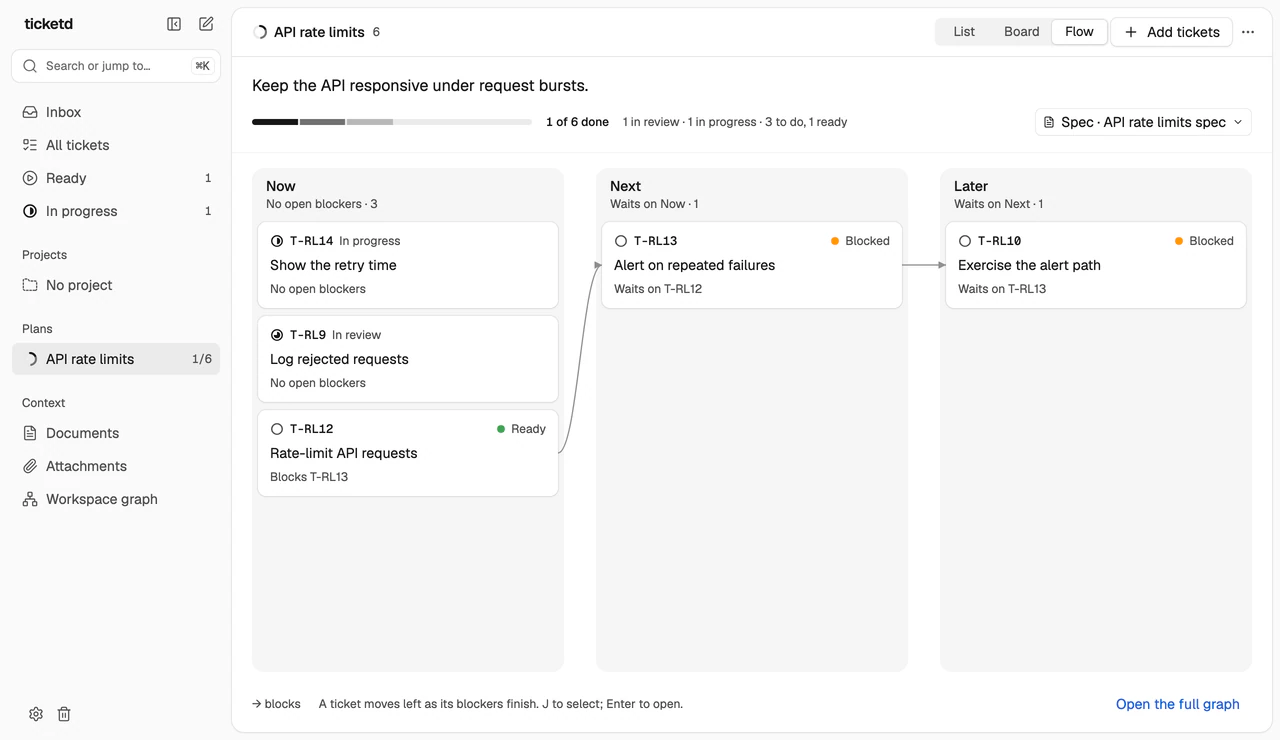 ticketd
Search or jump to...
⌘K
Inbox
All tickets
Ready 1
In progress 1
Projects
No project
Plans
API rate limits 1/6
Context
Documents
Attachments
Workspace graph
API rate limits 6
List Board Flow
+ Add tickets
Keep the API responsive under request bursts.
1 of 6 done 1 in review · 1 in progress · 3 to do, 1 ready
Spec · API rate limits spec
Now
No open blockers · 3
T-RL14 In progress
Show the retry time
No open blockers
T-RL9 In review
Log rejected requests
No open blockers
T-RL12 Ready
Rate-limit API requests
Blocks T-RL13
Next
Waits on Now · 1
T-RL13 Blocked
Alert on repeated failures
Waits on T-RL12
Later
Waits on Next · 1
T-RL10 Blocked
Exercise the alert path
Waits on T-RL13
→ blocks A ticket moves left as its blockers finish. J to select; Enter to open.
Open the full graph